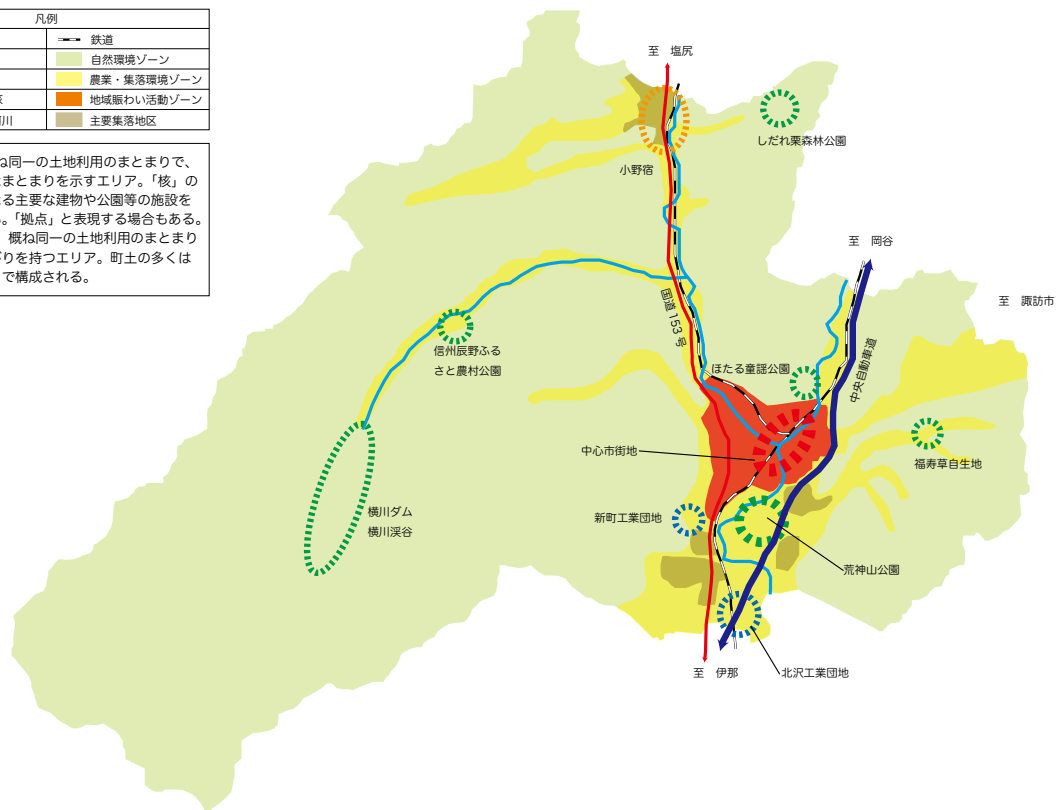 凡例
鉄道
自然環境ゾーン
農業・集落環境ゾーン
地域賑わい活動ゾーン
川
主要集落地区
ね同一の土地利用のまとまりで、
まとまりを示すエリア。「核」の
る主要な建物や公園等の施設を
。「拠点」と表現する場合もある。
概ね同一の土地利用のまとまり
りを持つエリア。町土の多くは
で構成される。
至 塩尻
しだれ栗森林公園
小野宿
至 岡谷
至 諏訪市
国道153号
中央自動車道
信州辰野ふる
さと農村公園
ほたる童謡公園
中心市街地
福寿草自生地
横川ダム
横川渓谷
新町工業団地
荒神山公園
至 伊那
北沢工業団地